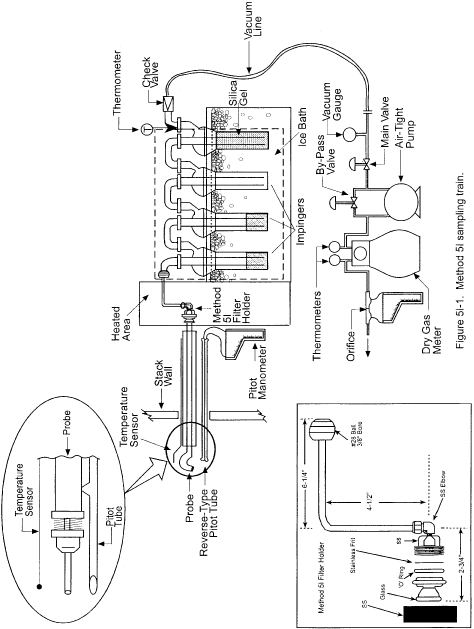 Temperature
Sensor
Probe
Pitot Tube
Temperature
Sensor
Probe
Reverse-Type
Pitot Tube
Stack
Wall
Pitot
Manometer
Heated
Area
Method
5I
Filter
Holder
Thermometer
Check
Valve
Silica
Gel
Vacuum
Line
Ice Bath
Impingers
Vacuum
Gauge
By-Pass
Valve
Main Valve
Air-Tight
Pump
Thermometers
Orifice
Dry Gas
Meter
Figure 5I-1. Method 5I sampling train.
Method 5I Filter Holder
6-1/4"
#28 Ball
3/8" Bore
4-1/2"
SS Elbow
SS
Stainless Frit
'O' Ring
Glass
SS
2-3/4"